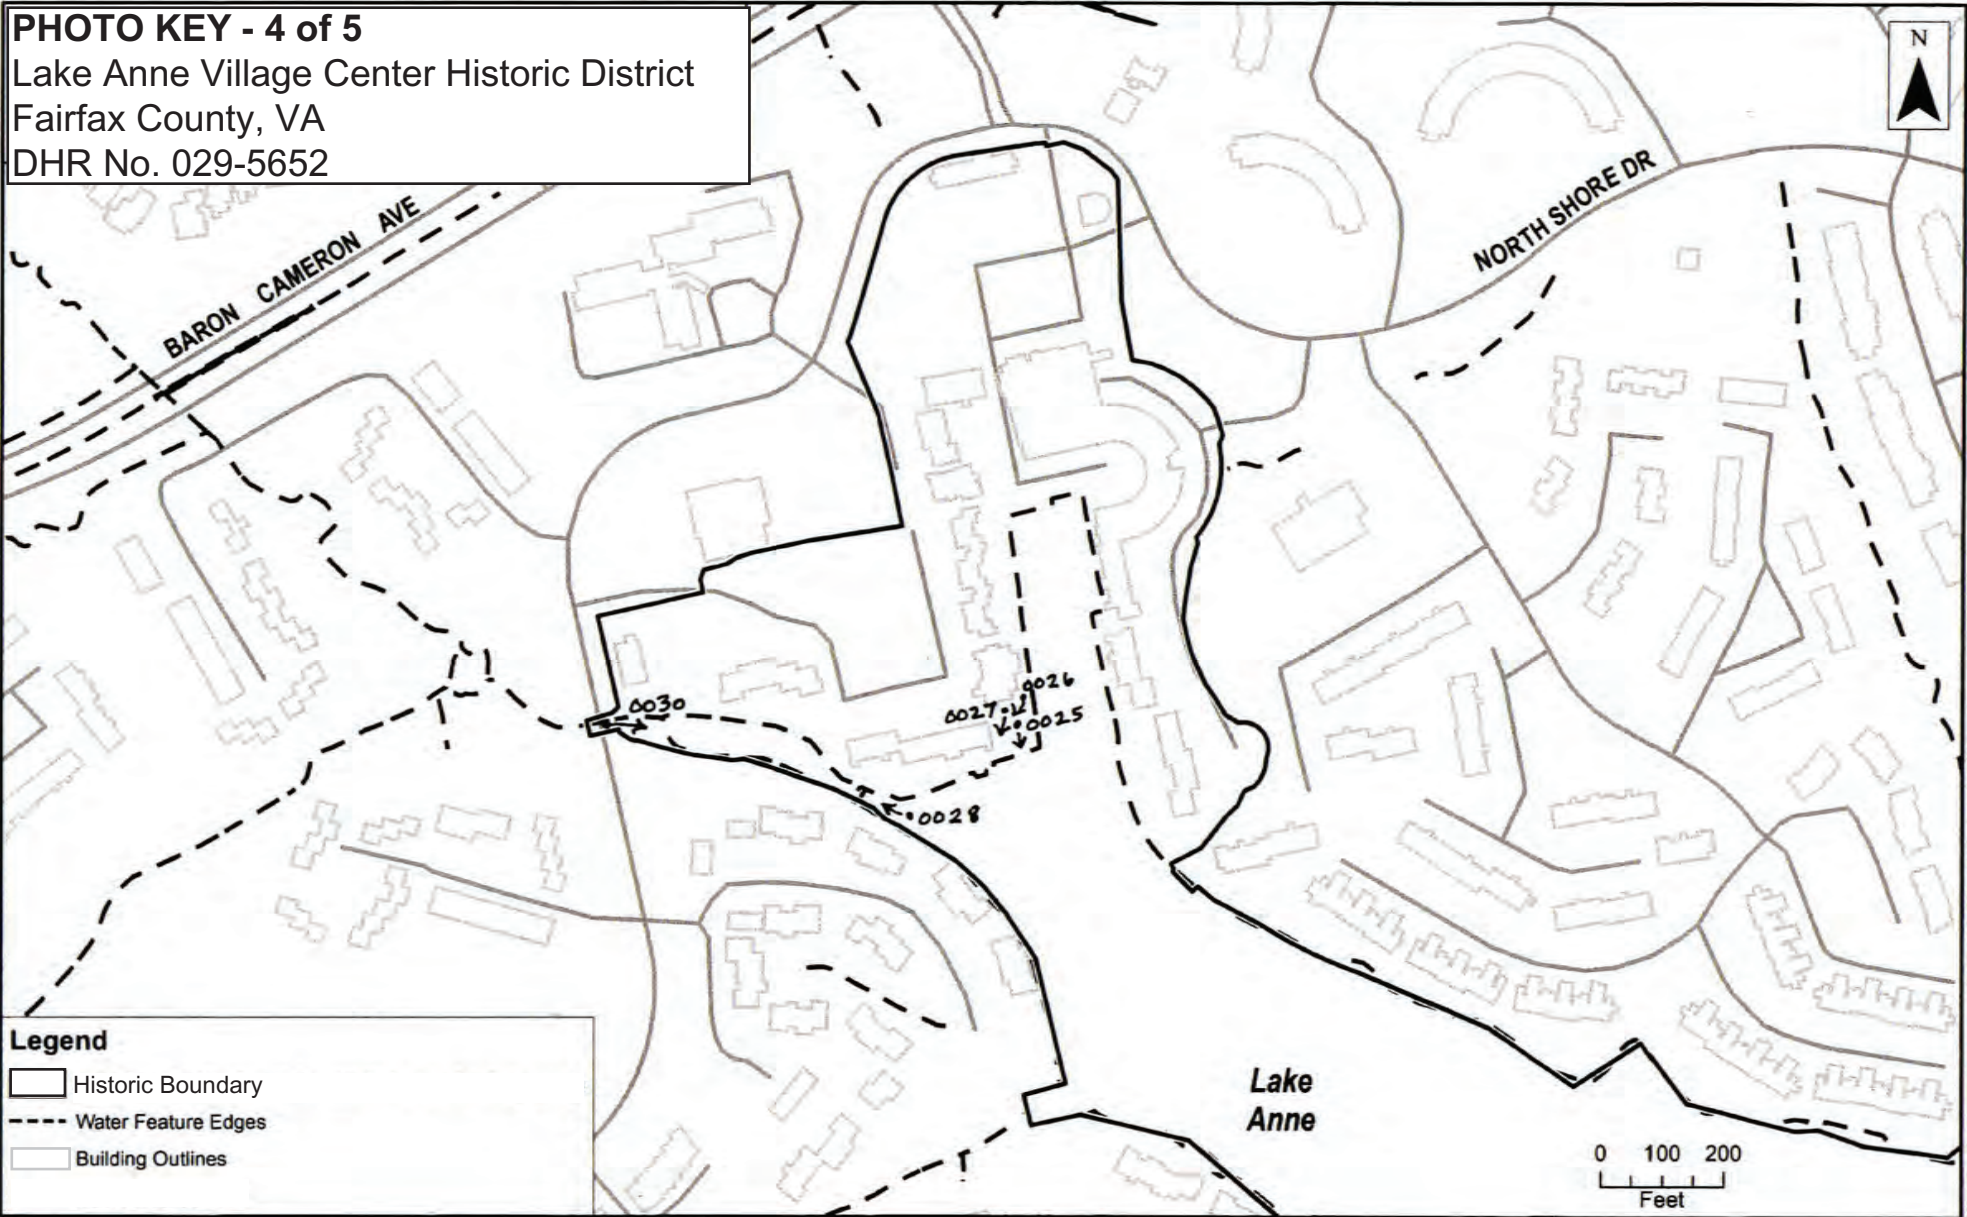 PHOTO KEY - 4 of 5
Lake Anne Village Center Historic District
Fairfax County, VA
DHR No. 029-5652
N
BARON CAMERON AVE
NORTH SHORE DR
0026
0027
0025
0030
0028
Legend
Historic Boundary
Water Feature Edges
Building Outlines
Lake
Anne
0 100 200
Feet